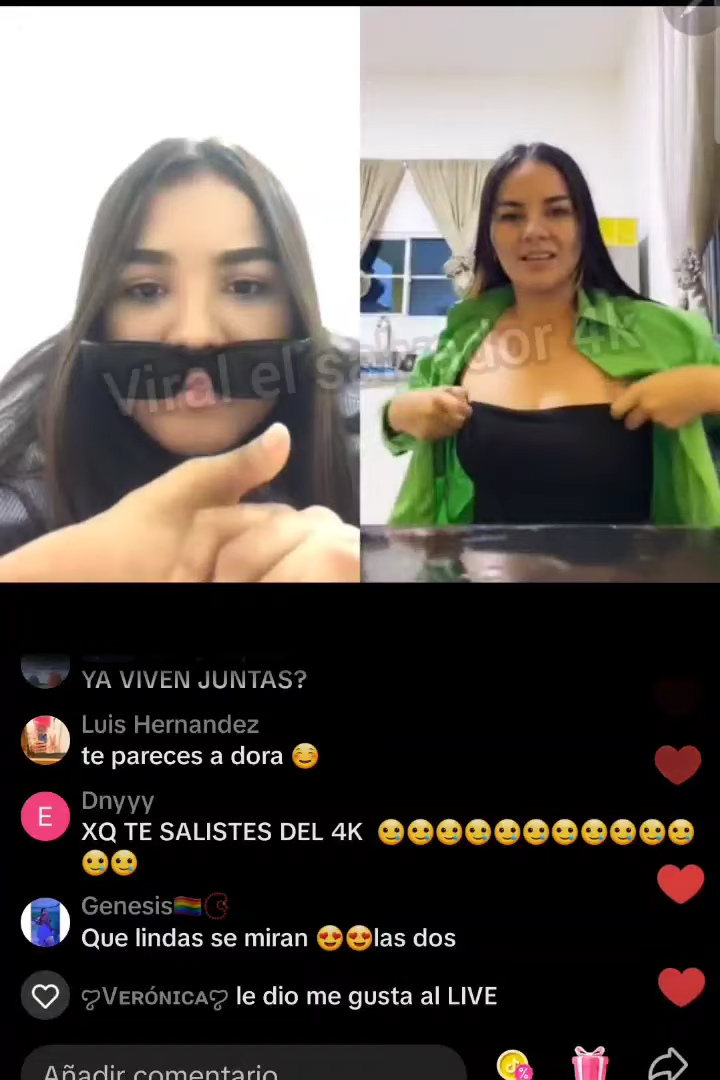 Viral el salvador 4k
YA VIVEN JUNTAS?
Luis Hernandez
te pareces a dora 😊
Dnyyy
E
XQ TE SALISTES DEL 4K 🥲🥲🥲🥲🥲🥲🥲🥲🥲🥲🥲
🥲🥲
Genesis🏳️‍🌈
Que lindas se miran 😍😍las dos
ღVERÓNICAღ le dio me gusta al LIVE
Añadir comentario